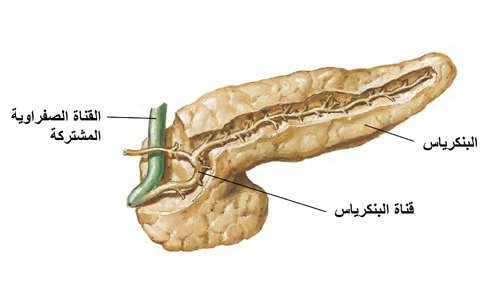 القناة الصفراوية
المشتركة
البنكرياس
قناة البنكرياس